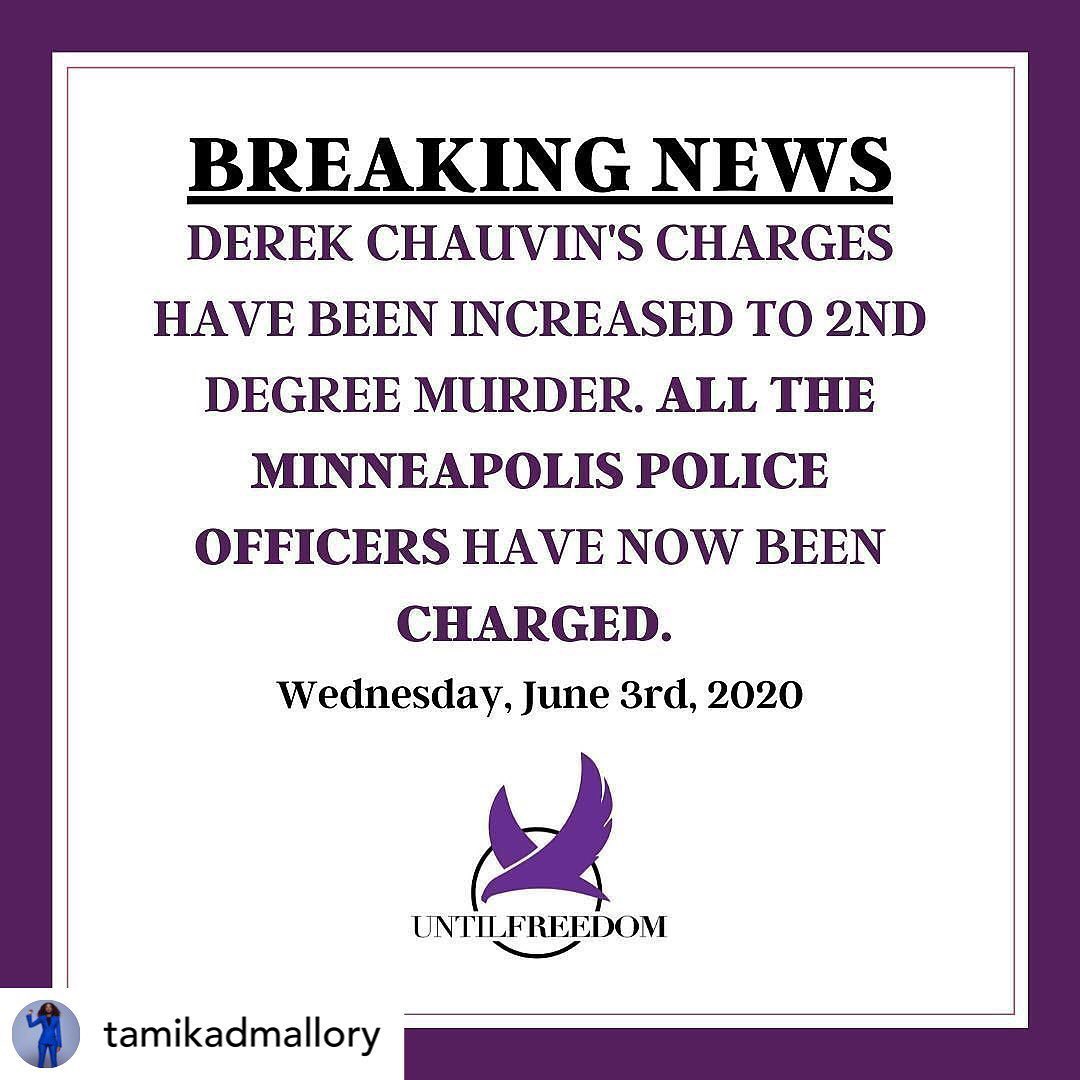 BREAKING NEWS
DEREK CHAUVIN'S CHARGES
HAVE BEEN INCREASED TO 2ND
DEGREE MURDER. ALL THE
MINNEAPOLIS POLICE
OFFICERS HAVE NOW BEEN
CHARGED.
Wednesday, June 3rd, 2020
UNTILFREEDOM
tamikadmallory